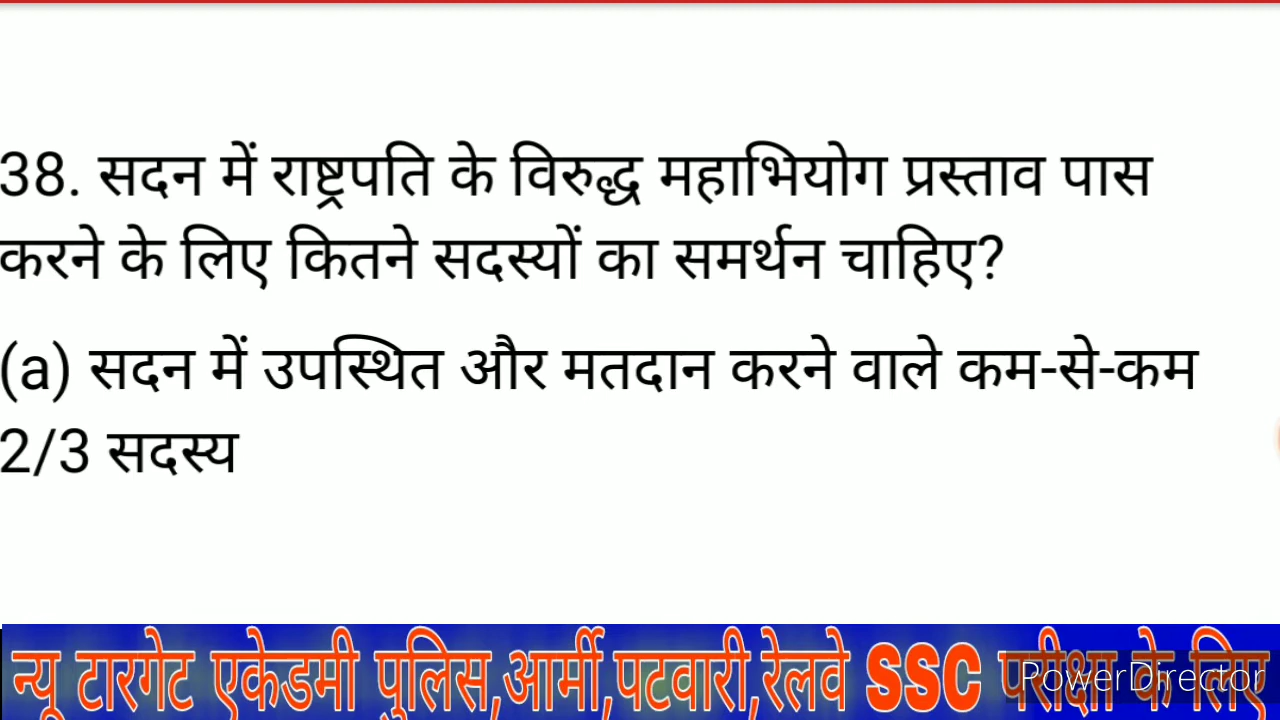 38. सदन में राष्ट्रपति के विरुद्ध महाभियोग प्रस्ताव पास
करने के लिए कितने सदस्यों का समर्थन चाहिए?
(a) सदन में उपस्थित और मतदान करने वाले कम-से-कम
2/3 सदस्य
न्यू टारगेट एकेडमी पुलिस,आर्मी,पटवारी,रेलवे SSC परीक्षा के लिए
PowerDirector